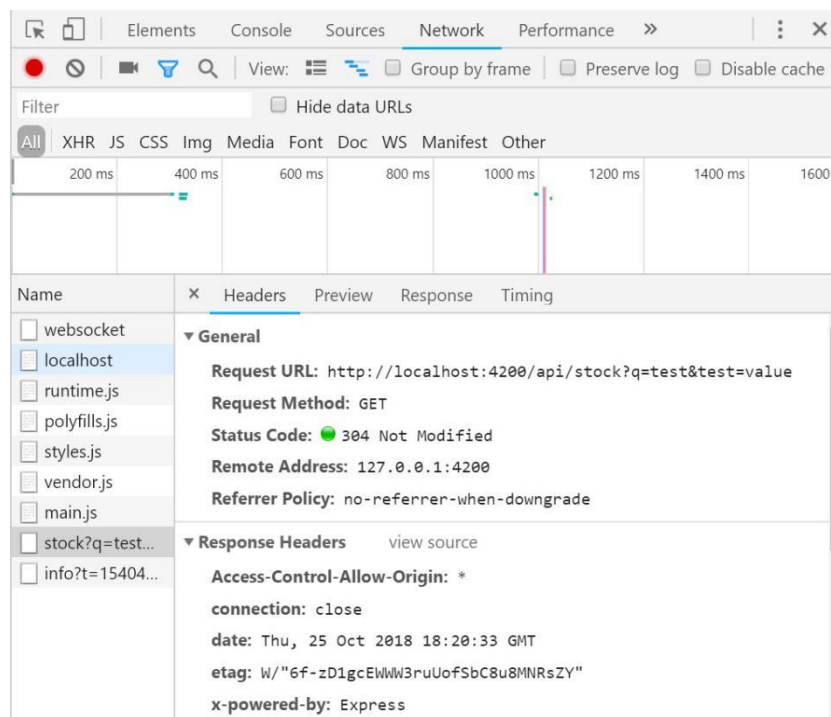 Elements Console Sources Network Performance »
View: Group by frame Preserve log Disable cache
Filter Hide data URLs
All XHR JS CSS Img Media Font Doc WS Manifest Other
200 ms 400 ms 600 ms 800 ms 1000 ms 1200 ms 1400 ms 1600
Name × Headers Preview Response Timing
websocket
localhost
runtime.js
polyfills.js
styles.js
vendor.js
main.js
stock?q=test...
info?t=15404...
▼ General
Request URL: http://localhost:4200/api/stock?q=test&test=value
Request Method: GET
Status Code: 304 Not Modified
Remote Address: 127.0.0.1:4200
Referrer Policy: no-referrer-when-downgrade
▼ Response Headers view source
Access-Control-Allow-Origin: *
connection: close
date: Thu, 25 Oct 2018 18:20:33 GMT
etag: W/"6f-zD1gcEWWW3ruUofSbC8u8MNRsZY"
x-powered-by: Express